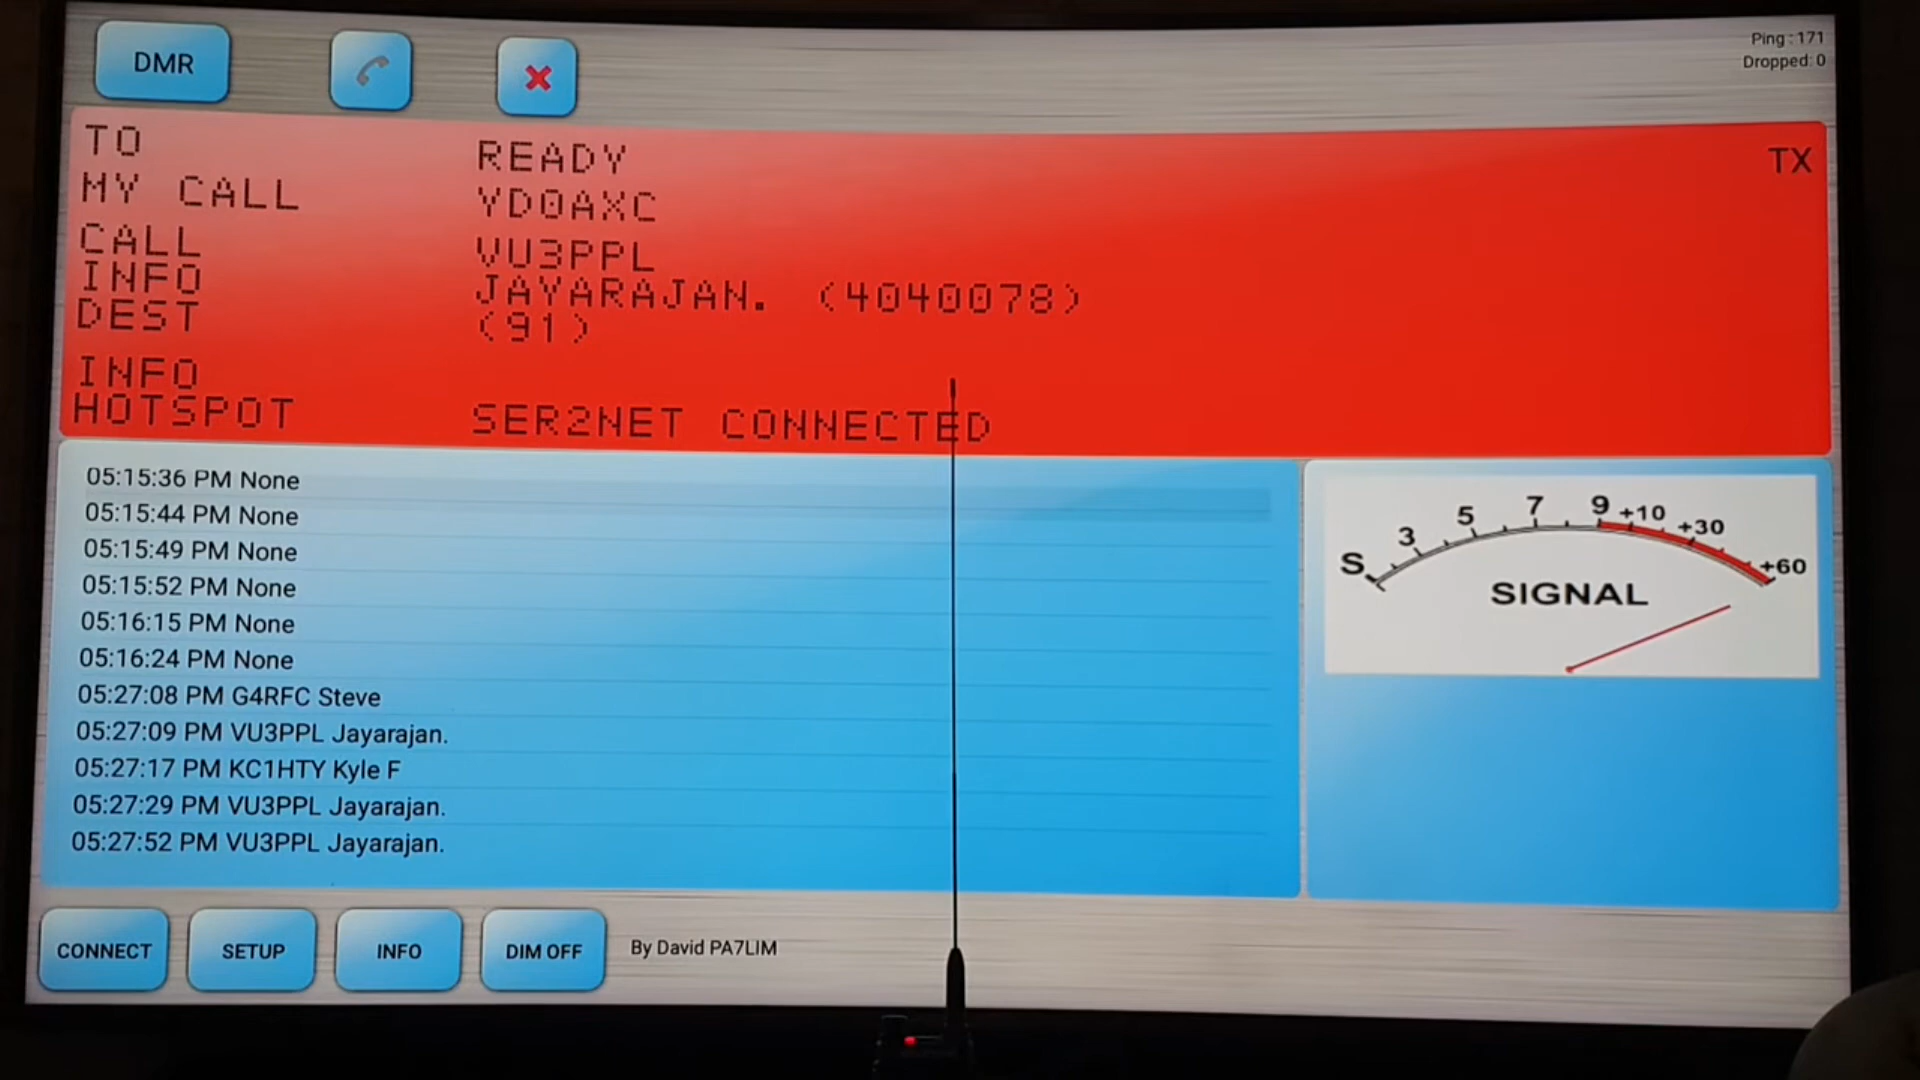 DMR
Ping : 171
Dropped: 0
TO READY TX
MY CALL YD0AXC
CALL VU3PPL
INFO JAYARAJAN. (4040078)
DEST (91)
INFO
HOTSPOT SER2NET CONNECTED
05:15:36 PM None
05:15:44 PM None
05:15:49 PM None
05:15:52 PM None
05:16:15 PM None
05:16:24 PM None
05:27:08 PM G4RFC Steve
05:27:09 PM VU3PPL Jayarajan.
05:27:17 PM KC1HTY Kyle F
05:27:29 PM VU3PPL Jayarajan.
05:27:52 PM VU3PPL Jayarajan.
S 3 5 7 9 +10 +30 +60
SIGNAL
CONNECT SETUP INFO DIM OFF By David PA7LIM